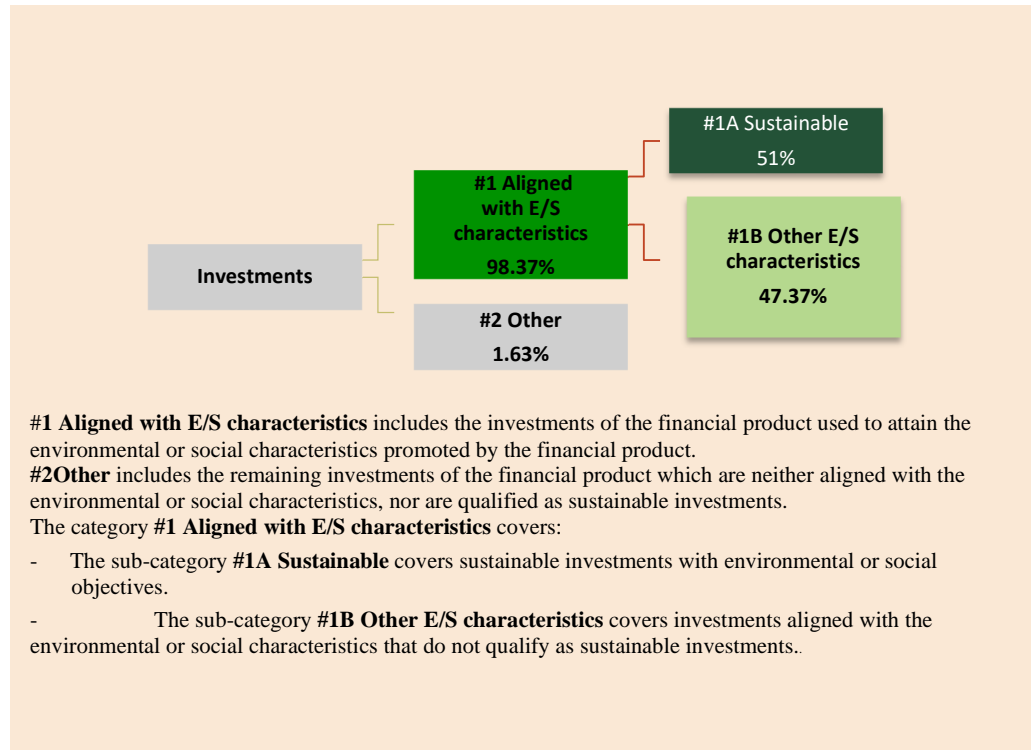 #1A Sustainable
51%
#1 Aligned
with E/S
characteristics
98.37%
#1B Other E/S
characteristics
47.37%
Investments
#2 Other
1.63%
#1 Aligned with E/S characteristics includes the investments of the financial product used to attain the
environmental or social characteristics promoted by the financial product.
#2Other includes the remaining investments of the financial product which are neither aligned with the
environmental or social characteristics, nor are qualified as sustainable investments.
The category #1 Aligned with E/S characteristics covers:
- The sub-category #1A Sustainable covers sustainable investments with environmental or social
objectives.
- The sub-category #1B Other E/S characteristics covers investments aligned with the
environmental or social characteristics that do not qualify as sustainable investments..